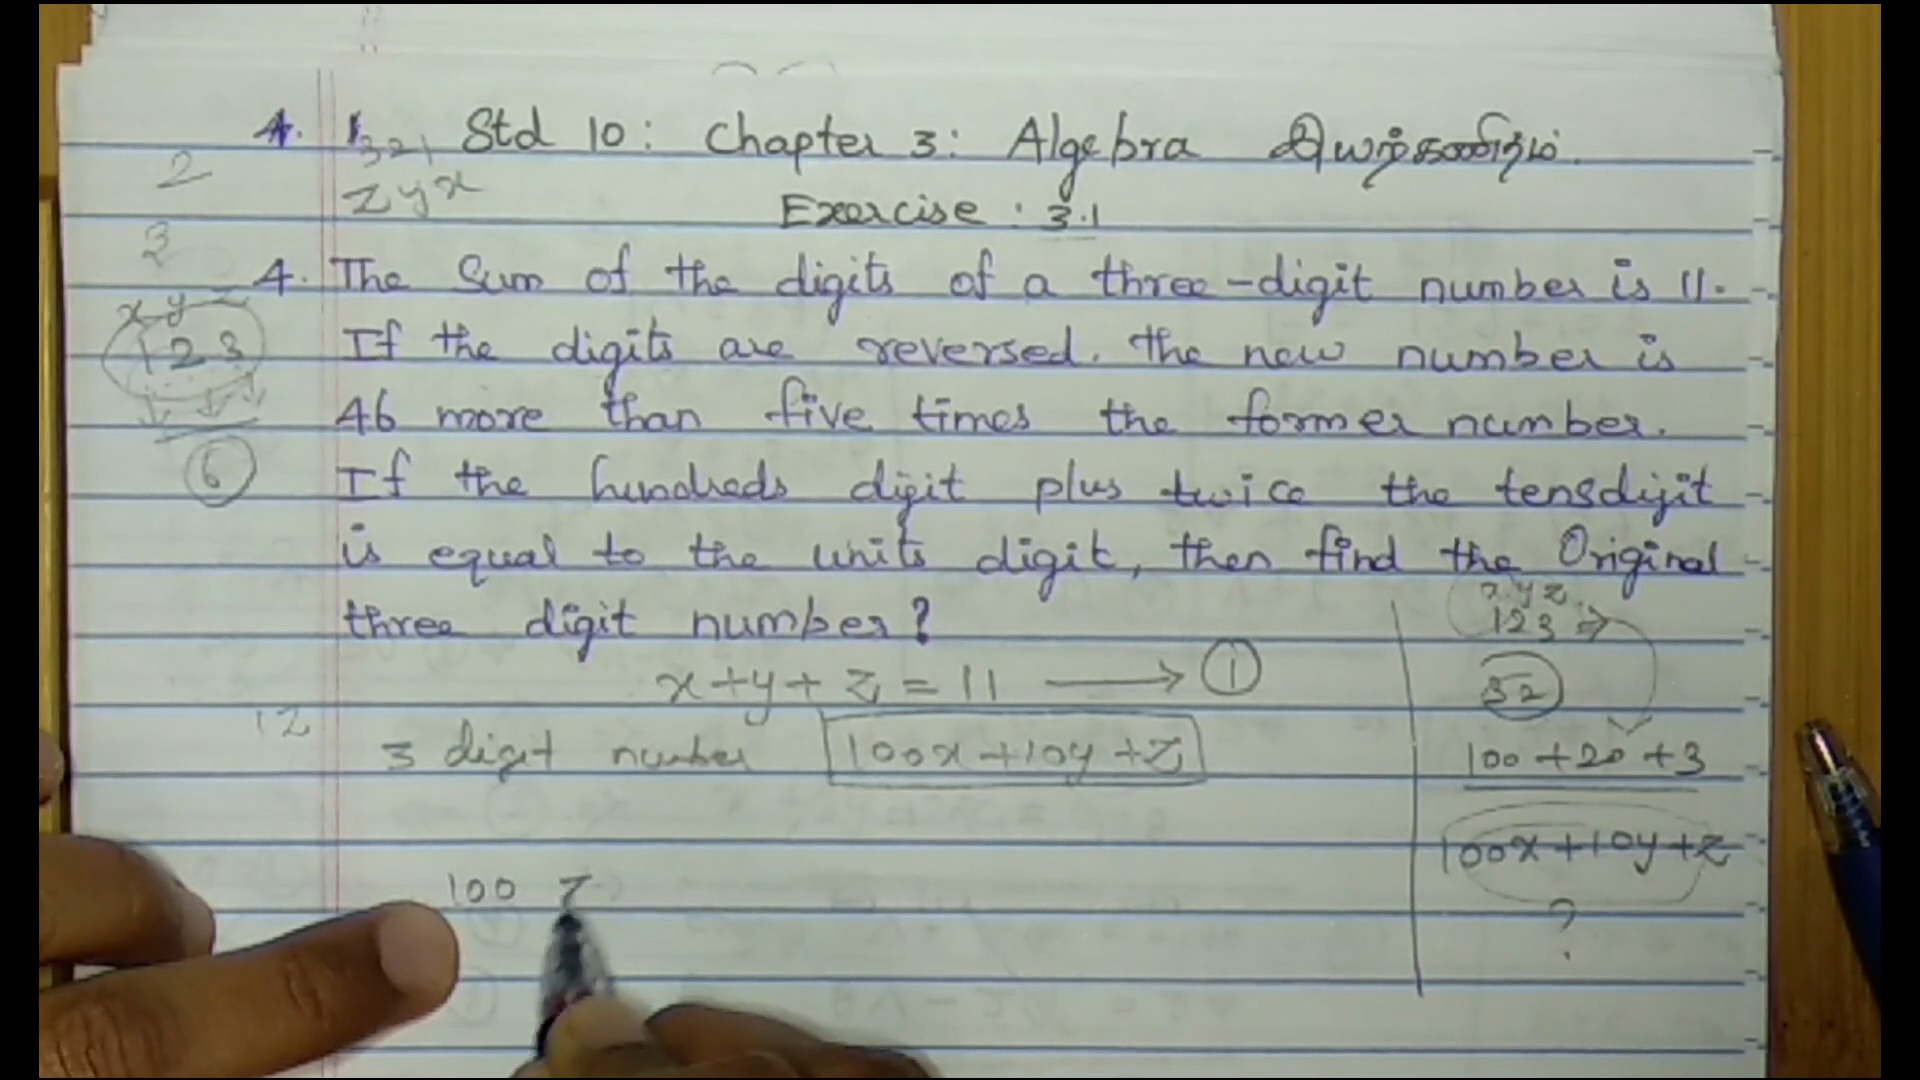 4. 321 Std 10: Chapter 3: Algebra இயற்கணிதம்.
2 z y x Exercise : 3.1
3
4. The Sum of the digits of a three-digit number is 11.
x y z
123 If the digits are reversed. the new number is
46 more than five times the former number.
6 If the hundreds digit plus twice the tensdigit
is equal to the units digit, then find the Original
three digit number?
x y z
123 ⇒
x+y+z = 11 → 1
32
12
3 digit number 100x+10y+z
100+20+3
100x+10y+z
100 z
?